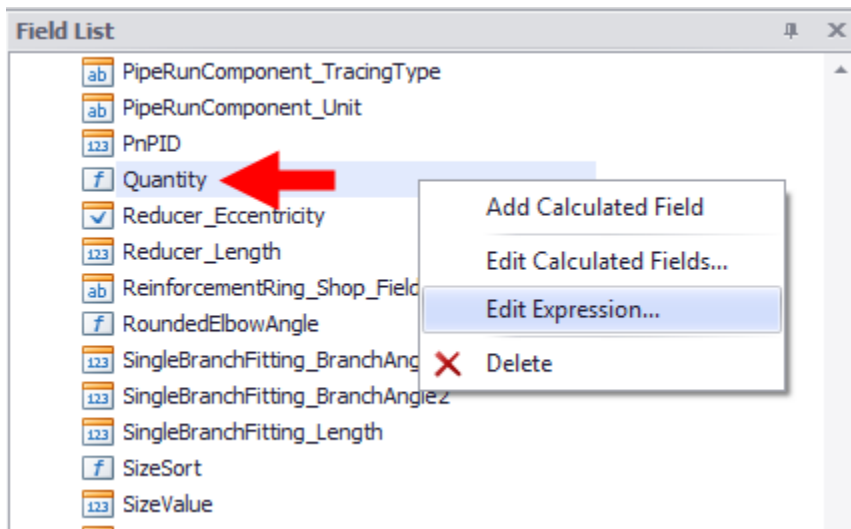 Field List
PipeRunComponent_TracingType
PipeRunComponent_Unit
PnPID
Quantity
Reducer_Eccentricity
Reducer_Length
ReinforcementRing_Shop_Field
RoundedElbowAngle
SingleBranchFitting_BranchAng
SingleBranchFitting_BranchAngle2
SingleBranchFitting_Length
SizeSort
SizeValue
Add Calculated Field
Edit Calculated Fields...
Edit Expression...
Delete